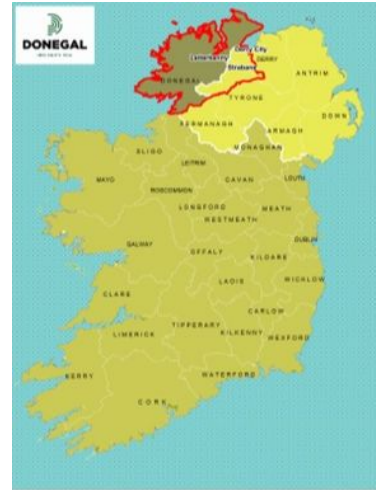 DONEGAL
Derry City
Letterkenny
DERRY
Strabane
ANTRIM
DONEGAL
TYRONE
DOWN
FERMANAGH
ARMAGH
MONAGHAN
SLIGO
LEITRIM
CAVAN
LOUTH
MAYO
ROSCOMMON
LONGFORD
MEATH
WESTMEATH
DUBLIN
GALWAY
OFFALY
KILDARE
LAOIS
WICKLOW
CLARE
CARLOW
TIPPERARY
LIMERICK
KILKENNY
WEXFORD
KERRY
WATERFORD
CORK